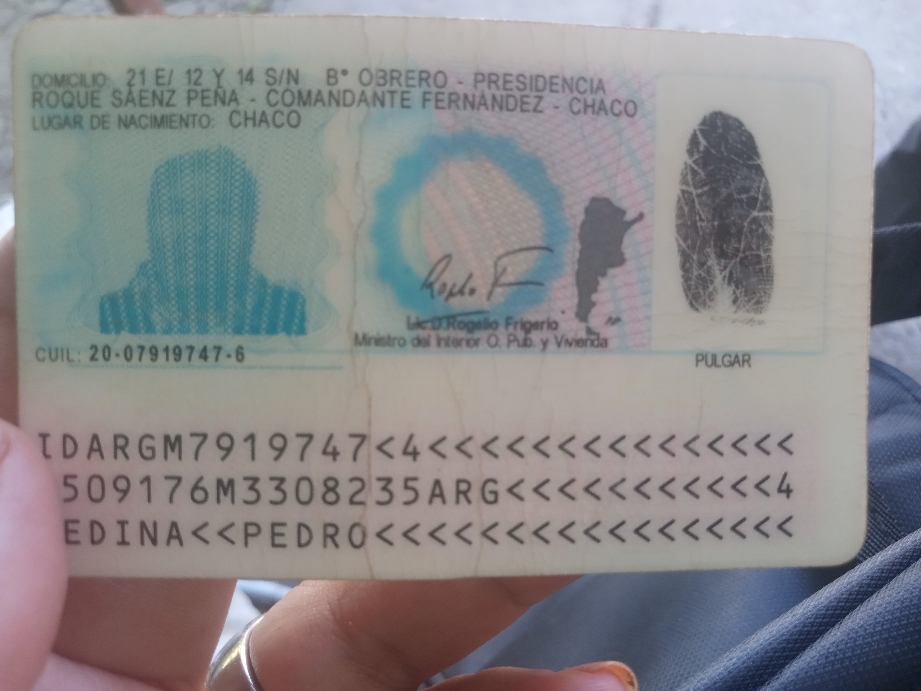 DOMICILIO: 21 E/ 12 Y 14 S/N B° OBRERO - PRESIDENCIA
ROQUE SÁENZ PEÑA - COMANDANTE FERNÁNDEZ - CHACO
LUGAR DE NACIMIENTO: CHACO
Lic. D. Rogelio Frigerio
Ministro del Interior O. Pub. y Vivienda
CUIL: 20-07919747-6
PULGAR
IDARGM7919747<4<<<<<<<<<<<<<<<
509176M3308235ARG<<<<<<<<<<<4
EDINA<<PEDRO<<<<<<<<<<<<<<<<<